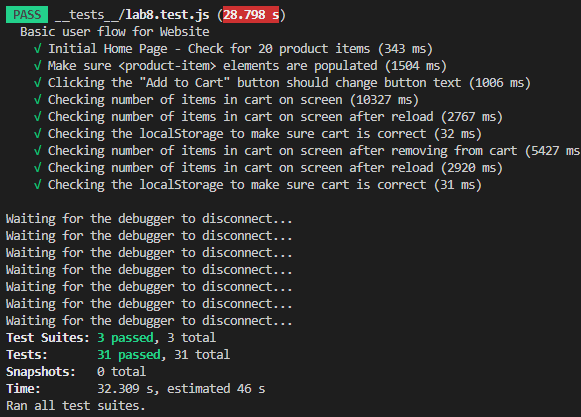 PASS __tests__/lab8.test.js (28.798 s)
Basic user flow for Website
√ Initial Home Page - Check for 20 product items (343 ms)
√ Make sure <product-item> elements are populated (1504 ms)
√ Clicking the "Add to Cart" button should change button text (1006 ms)
√ Checking number of items in cart on screen (10327 ms)
√ Checking number of items in cart on screen after reload (2767 ms)
√ Checking the localStorage to make sure cart is correct (32 ms)
√ Checking number of items in cart on screen after removing from cart (5427 ms
√ Checking number of items in cart on screen after reload (2920 ms)
√ Checking the localStorage to make sure cart is correct (31 ms)
Waiting for the debugger to disconnect...
Waiting for the debugger to disconnect...
Waiting for the debugger to disconnect...
Waiting for the debugger to disconnect...
Waiting for the debugger to disconnect...
Waiting for the debugger to disconnect...
Waiting for the debugger to disconnect...
Test Suites: 3 passed, 3 total
Tests: 31 passed, 31 total
Snapshots: 0 total
Time: 32.309 s, estimated 46 s
Ran all test suites.